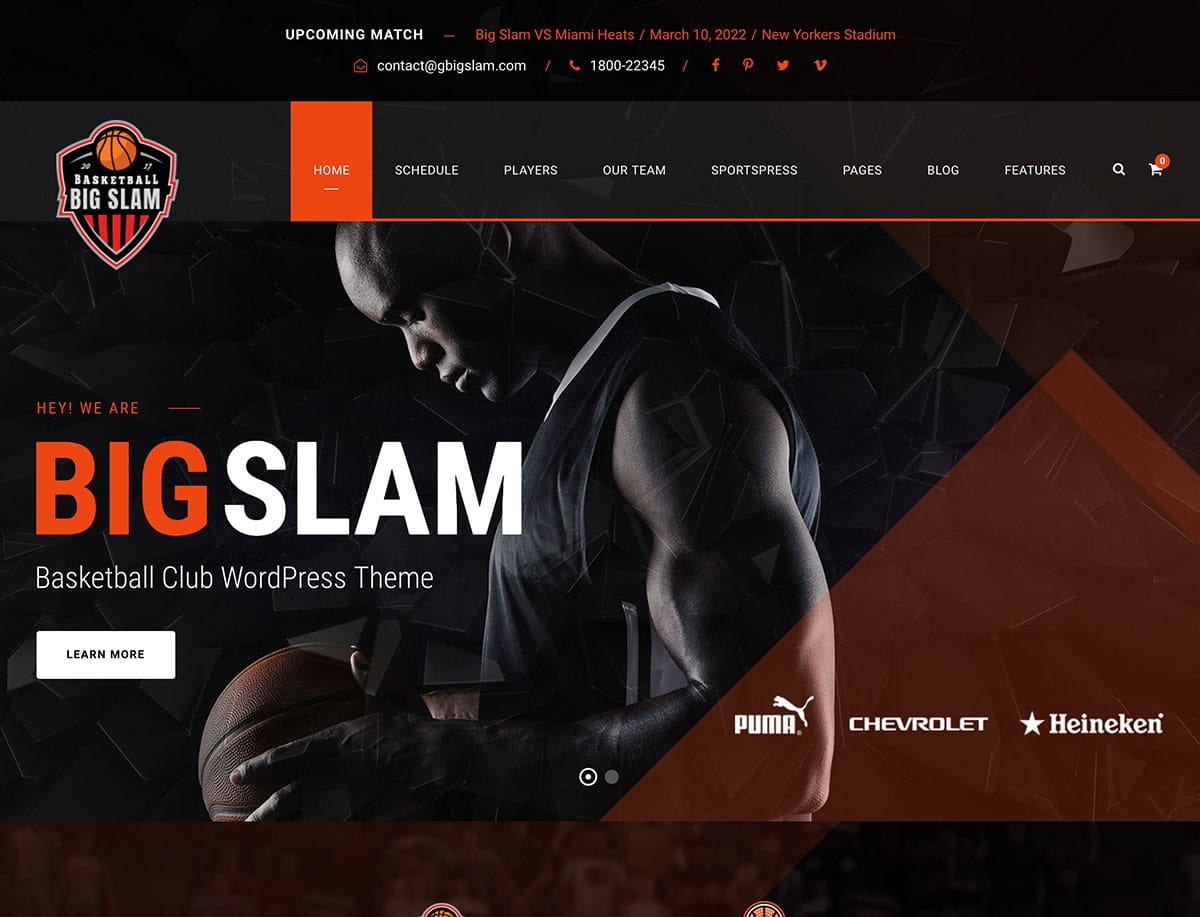 UPCOMING MATCH — Big Slam VS Miami Heats / March 10, 2022 / New Yorkers Stadium
contact@gbigslam.com / 1800-22345 /
20 17
BASKETBALL
BIG SLAM
HOME SCHEDULE PLAYERS OUR TEAM SPORTSPRESS PAGES BLOG FEATURES 0
HEY! WE ARE
BIG SLAM
Basketball Club WordPress Theme
LEARN MORE
PUMA CHEVROLET Heineken